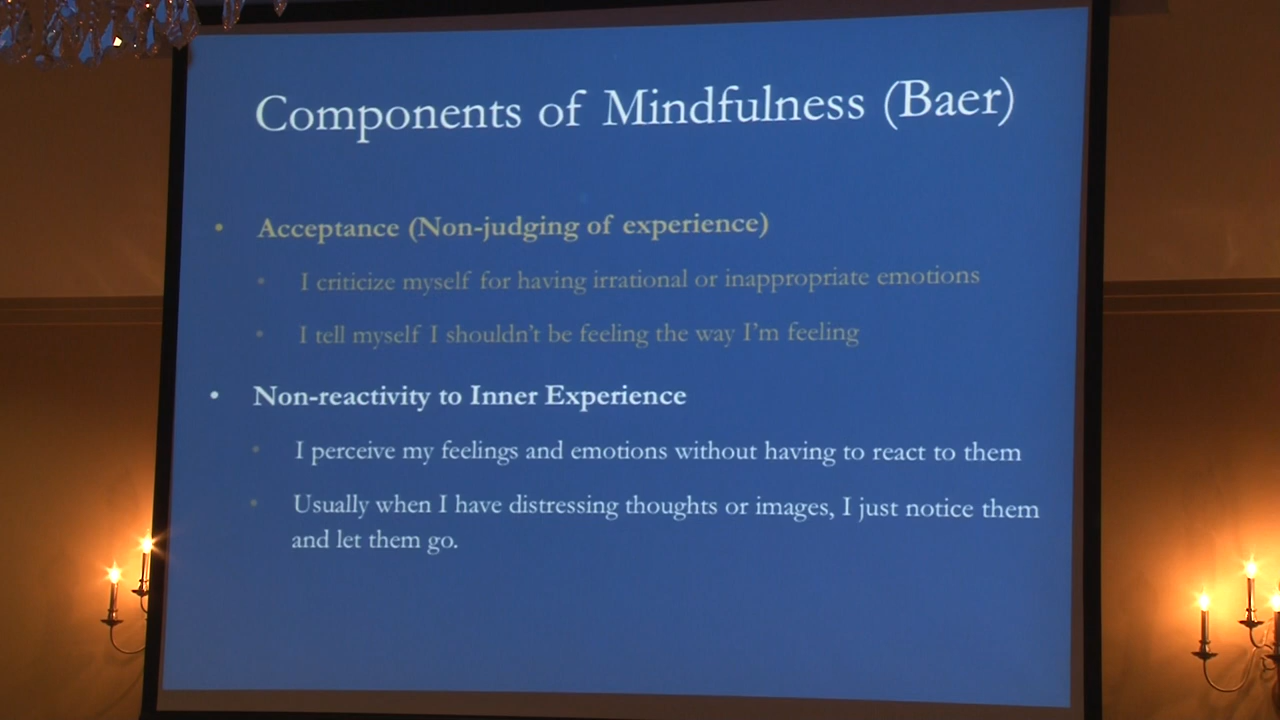 Components of Mindfulness (Baer)
• Acceptance (Non-judging of experience)
• I criticize myself for having irrational or inappropriate emotions
• I tell myself I shouldn't be feeling the way I'm feeling
• Non-reactivity to Inner Experience
• I perceive my feelings and emotions without having to react to them
• Usually when I have distressing thoughts or images, I just notice them
and let them go.